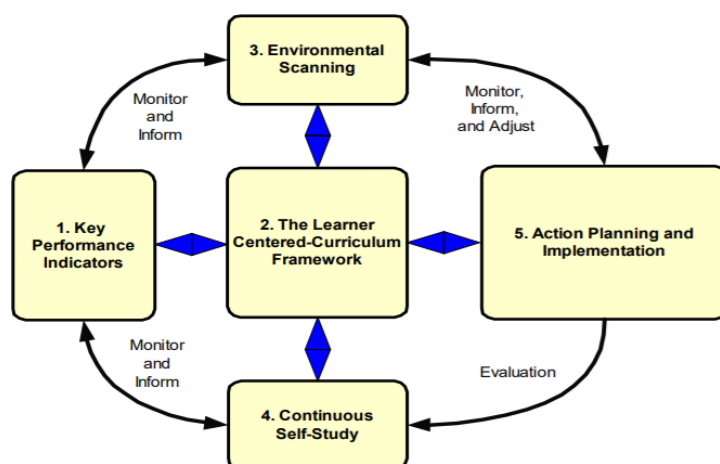 3. Environmental
Scanning
Monitor
and
Inform
Monitor,
Inform,
and Adjust
1. Key
Performance
Indicators
2. The Learner
Centered-Curriculum
Framework
5. Action Planning and
Implementation
Monitor
and
Inform
Evaluation
4. Continuous
Self-Study